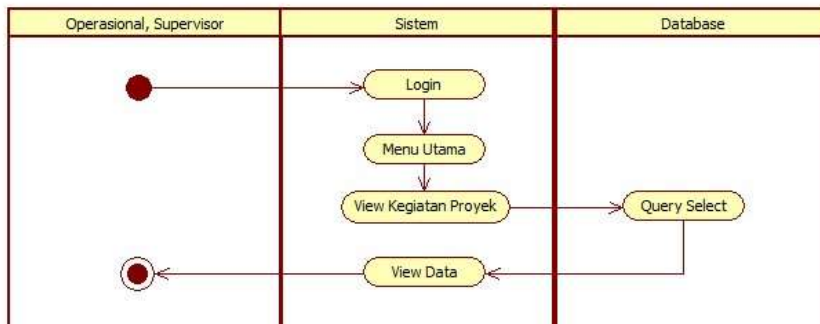 Operasional, Supervisor
Sistem
Database
Login
Menu Utama
View Kegiatan Proyek
Query Select
View Data